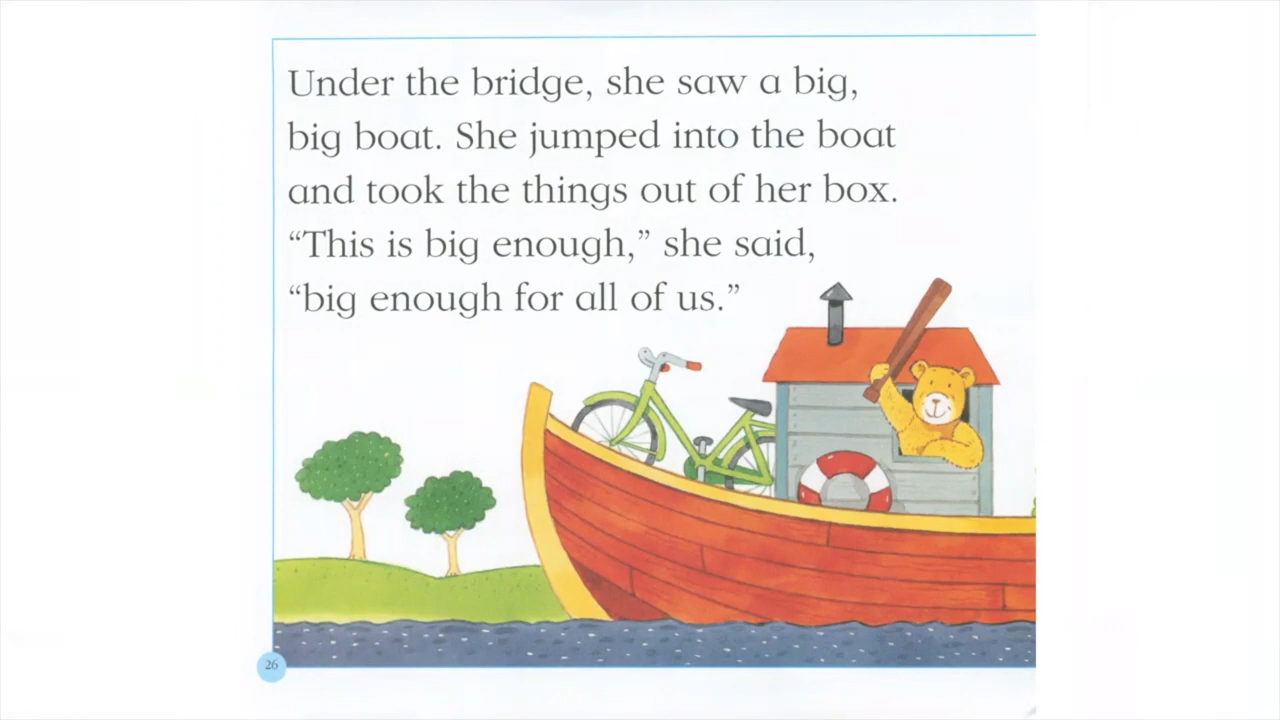 Under the bridge, she saw a big,
big boat. She jumped into the boat
and took the things out of her box.
“This is big enough,” she said,
“big enough for all of us.”
26